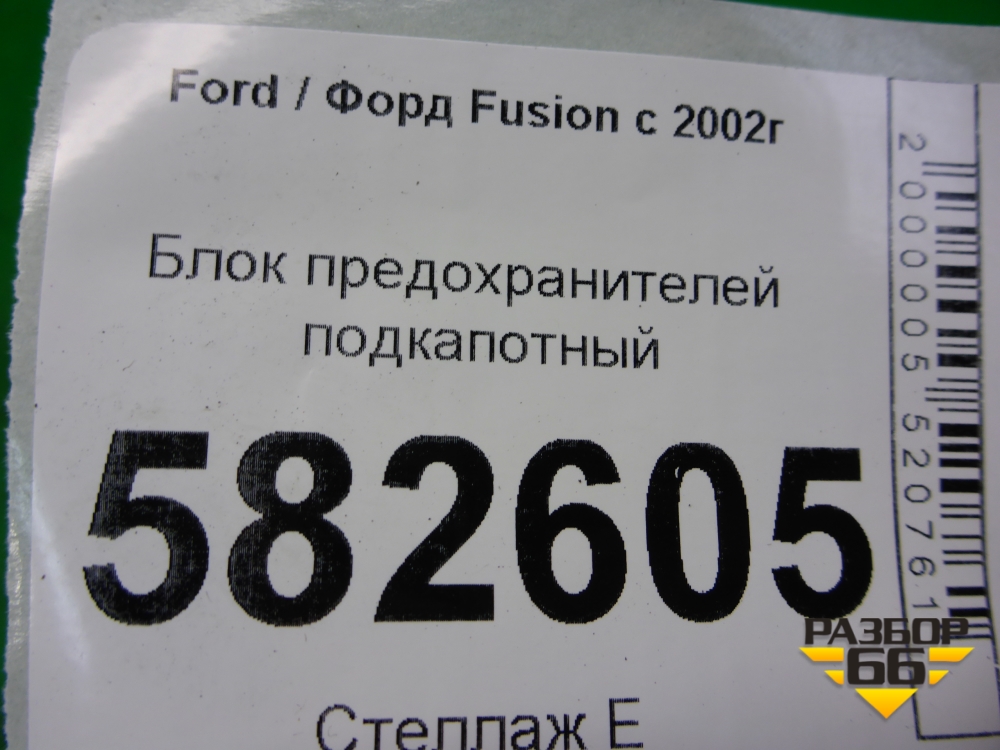 Ford / Форд Fusion с 2002г
Блок предохранителей
подкапотный
582605
Стеллаж Е
2000005520761
РАЗБОР
66